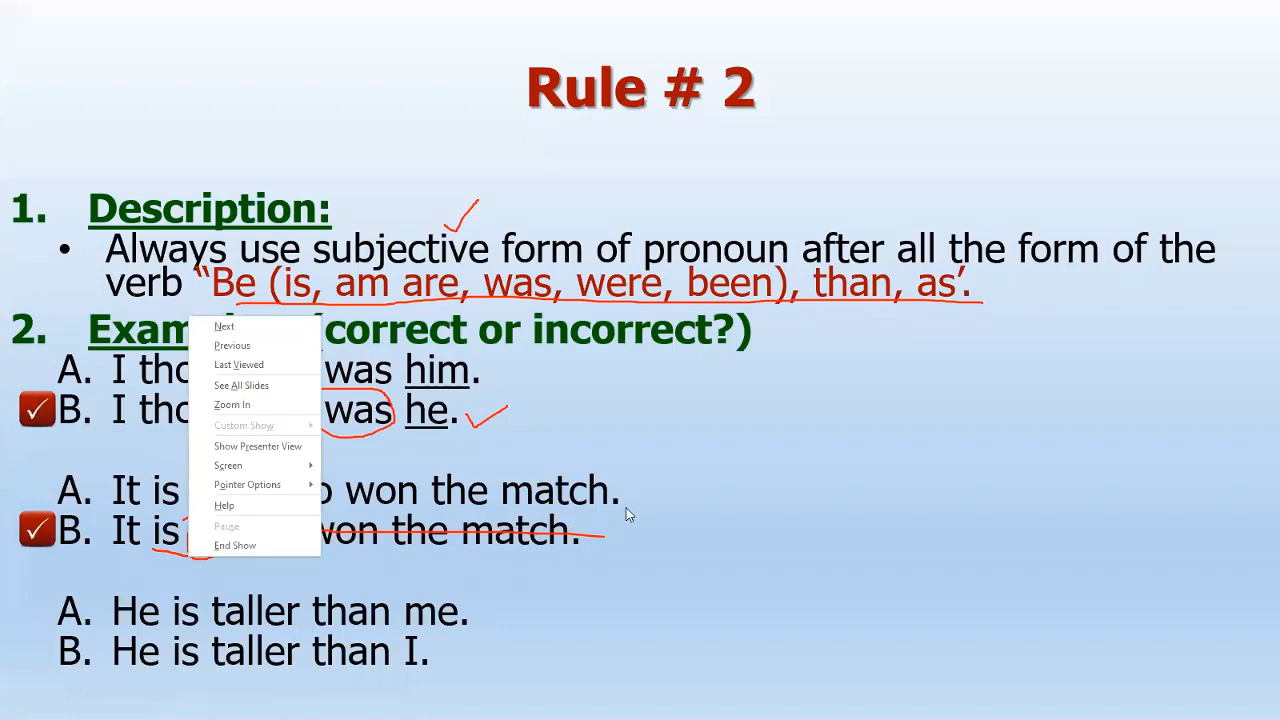 Rule # 2
1. Description:
• Always use subjective form of pronoun after all the form of the
verb “Be (is, am are, was, were, been), than, as’.
2. (correct or incorrect?)
A. I was him.
B. I was he.
A. It is won the match.
B. It is won the match.
A. He is taller than me.
B. He is taller than I.
Next
Previous
Last Viewed
See All Slides
Zoom In
Custom Show
Show Presenter View
Screen
Pointer Options
Help
Pause
End Show